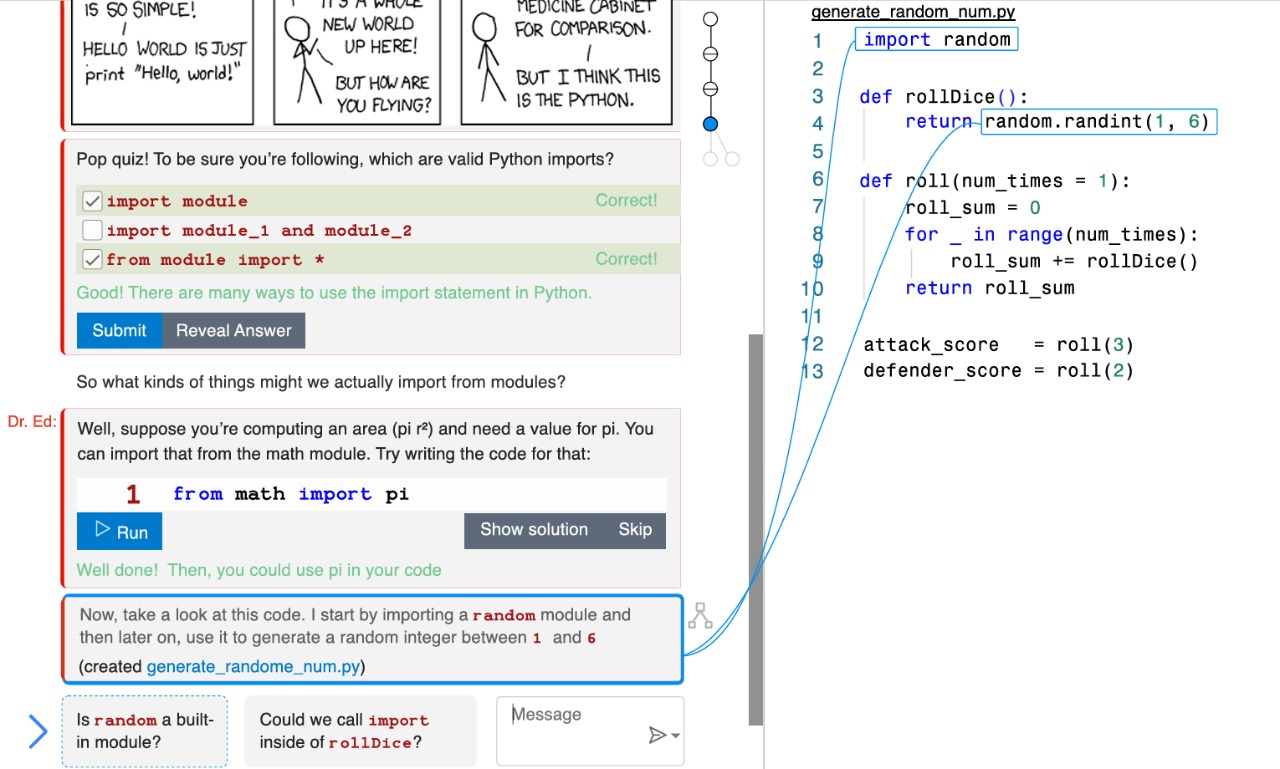 IS SO SIMPLE!
HELLO WORLD IS JUST
print "Hello, world!"
IT'S A WHOLE
NEW WORLD
UP HERE!
BUT HOW ARE
YOU FLYING?
MEDICINE CABINET
FOR COMPARISON.
BUT I THINK THIS
IS THE PYTHON.
Pop quiz! To be sure you’re following, which are valid Python imports?
import module Correct!
import module_1 and module_2
from module import * Correct!
Good! There are many ways to use the import statement in Python.
Submit Reveal Answer
So what kinds of things might we actually import from modules?
Dr. Ed:
Well, suppose you’re computing an area (pi r²) and need a value for pi. You
can import that from the math module. Try writing the code for that:
1 from math import pi
Run Show solution Skip
Well done! Then, you could use pi in your code
Now, take a look at this code. I start by importing a random module and
then later on, use it to generate a random integer between 1 and 6
(created generate_randome_num.py)
Is random a built-
in module?
Could we call import
inside of rollDice?
Message
generate_random_num.py
1 import random
2
3 def rollDice():
4 return random.randint(1, 6)
5
6 def roll(num_times = 1):
7 roll_sum = 0
8 for _ in range(num_times):
9 roll_sum += rollDice()
10 return roll_sum
11
12 attack_score = roll(3)
13 defender_score = roll(2)